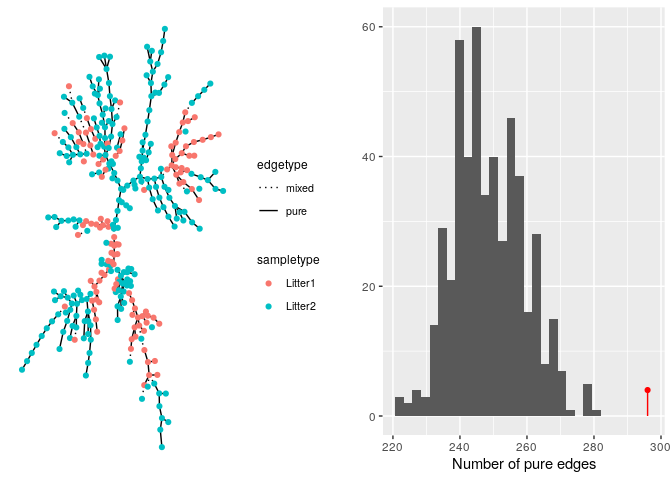 edgetype
mixed
pure
sampletype
Litter1
Litter2
60
40
20
0
220 240 260 280 300
Number of pure edges